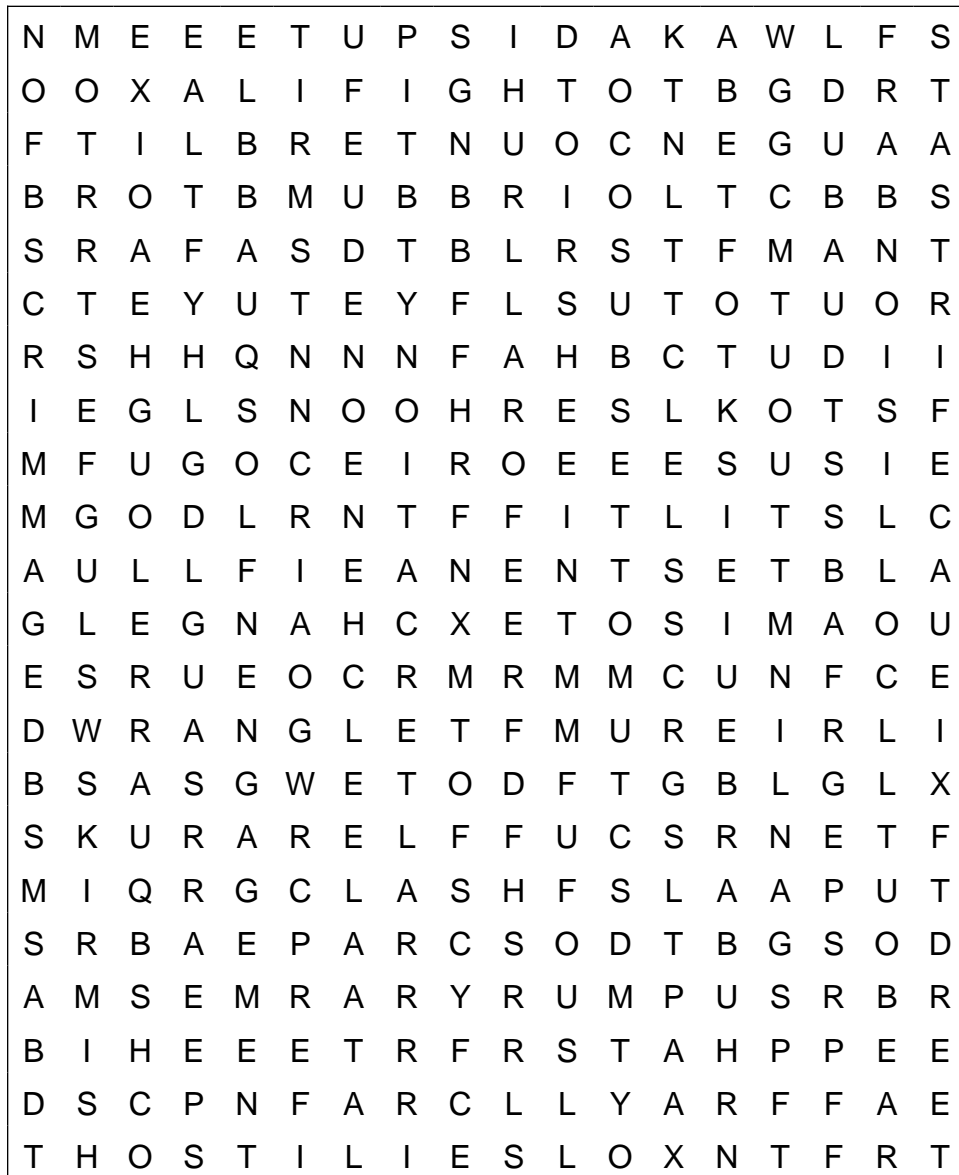 N M E E E T U P S I D A K A W L F S
O O X A L I F I G H T O T B G D R T
F T I L B R E T N U O C N E G U A A
B R O T B M U B B R I O L T C B B S
S R A F A S D T B L R S T F M A N T
C T E Y U T E Y F L S U T O T U O R
R S H H Q N N N F A H B C T U D I I
I E G L S N O O H R E S L K O T S F
M F U G O C E I R O E E E S U S I E
M G O D L R N T F F I T L I T S L C
A U L L F I E A N E N T S E T B L A
G L E G N A H C X E T O S I M A O U
E S R U E O C R M R M M C U N F C E
D W R A N G L E T F M U R E I R L I
B S A S G W E T O D F T G B L G L X
S K U R A R E L F F U C S R N E T F
M I Q R G C L A S H F S L A A P U T
S R B A E P A R C S O D T B G S O D
A M S E M R A R Y R U M P U S R B R
B I H E E E T R F R S T A H P P E E
D S C P N F A R C L L Y A R F F A E
T H O S T I L I E S L O X N T F R T